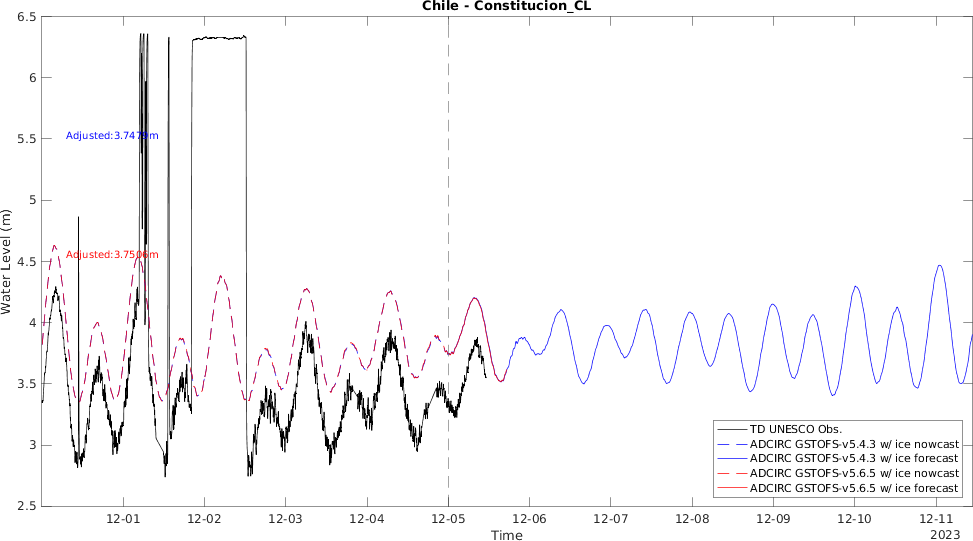 Chile - Constitucion_CL
6.5
6
5.5
5
4.5
4
3.5
3
2.5
Water Level (m)
Adjusted:3.7479m
Adjusted:3.7506m
TD UNESCO Obs.
ADCIRC GSTOFS-v5.4.3 w/ ice nowcast
ADCIRC GSTOFS-v5.4.3 w/ ice forecast
ADCIRC GSTOFS-v5.6.5 w/ ice nowcast
ADCIRC GSTOFS-v5.6.5 w/ ice forecast
12-01 12-02 12-03 12-04 12-05 12-06 12-07 12-08 12-09 12-10 12-11
2023
Time